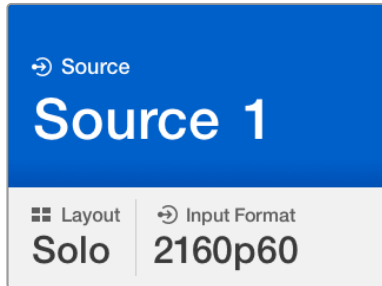 Source
Source 1
Layout
Input Format
Solo
2160p60